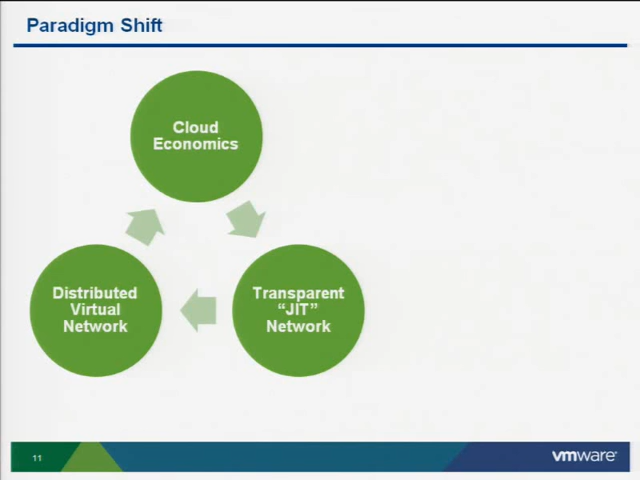 Paradigm Shift
Cloud
Economics
Distributed
Virtual
Network
Transparent
“JIT”
Network
11
vmware